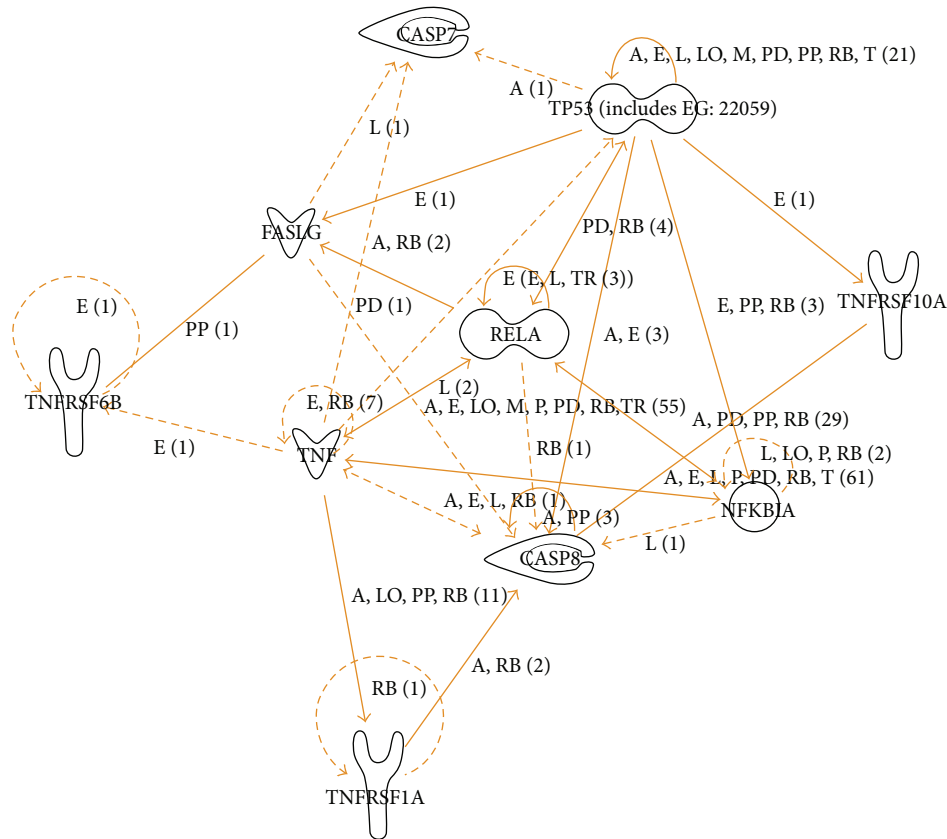 CASP7
A, E, L, LO, M, PD, PP, RB, T (21)
A (1)
TP53 (includes EG: 22059)
L (1)
E (1)
E (1)
FASLG
A, RB (2)
PD, RB (4)
E (E, L, TR (3))
PD (1)
TNFRSF10A
E (1)
E, PP, RB (3)
PP (1)
RELA
A, E (3)
L (2)
TNFRSF6B
E, RB (7)
A, E, LO, M, P, PD, RB,TR (55)
A, PD, PP, RB (29)
E (1)
TNF
RB (1)
L, LO, P, RB (2)
A, E, L, P, PD, RB, T (61)
A, E, L, RB (1)
A, PP (3)
NFKBIA
L (1)
CASP8
A, LO, PP, RB (11)
A, RB (2)
RB (1)
TNFRSF1A